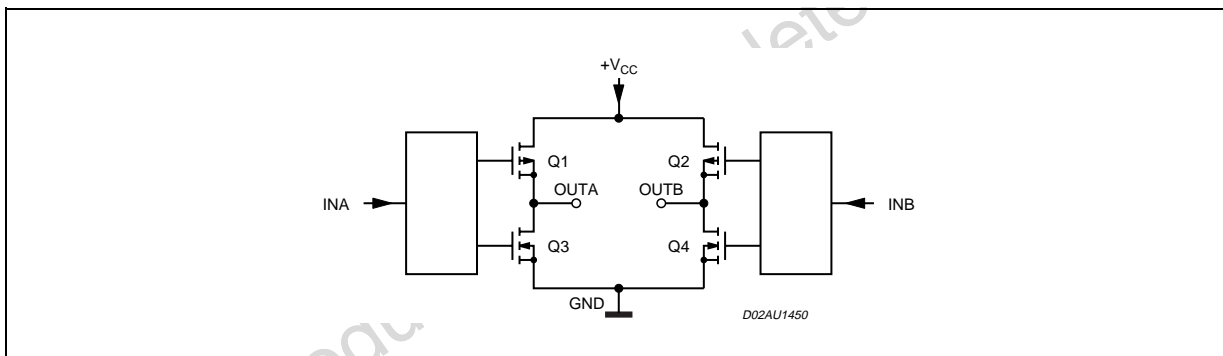 +VCC
Q1
Q2
OUTA
OUTB
INA
INB
Q3
Q4
GND
D02AU1450